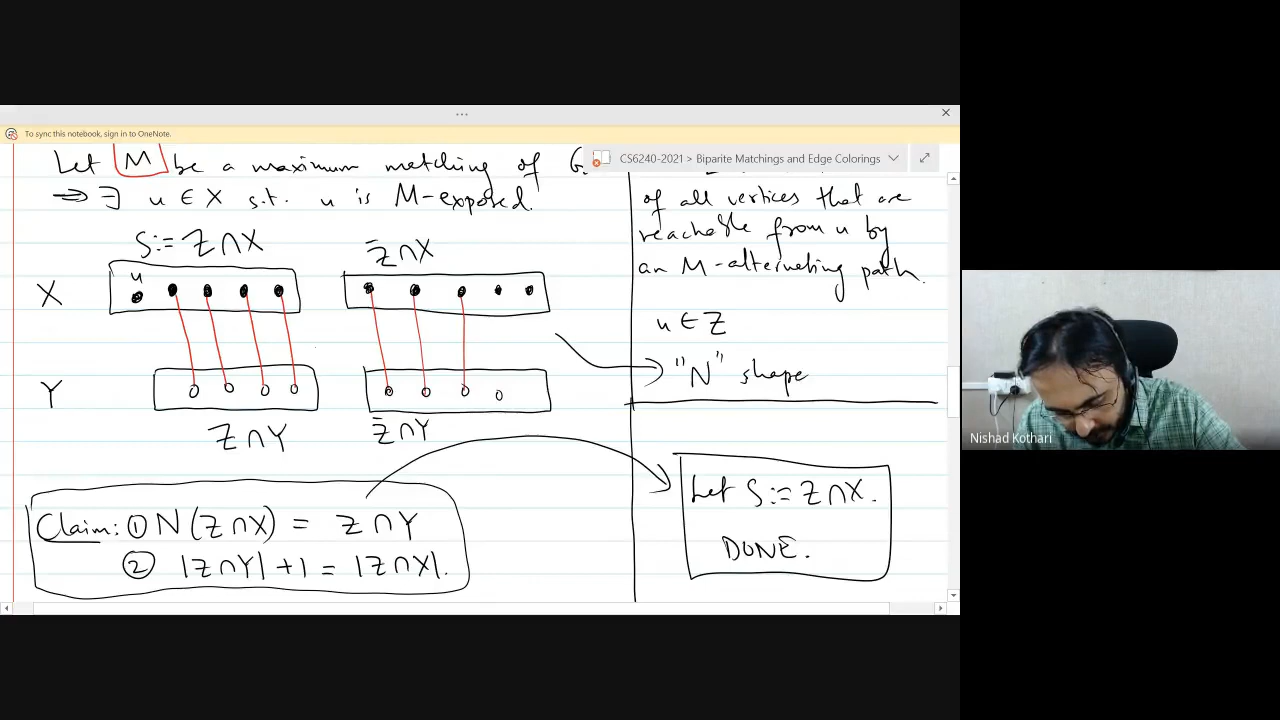 To sync this notebook, sign in to OneNote.
CS6240-2021 > Biparite Matchings and Edge Colorings
Let M be a maximum matching of G.
⟹ ∃ u ∈ X s.t. u is M-exposed.
S := Z ∩ X
Z̄ ∩ X
u
X
Y
Z ∩ Y
Z̄ ∩ Y
Claim: ① N(Z ∩ X) = Z ∩ Y
② |Z ∩ Y| + 1 = |Z ∩ X|.
of all vertices that are
reachable from u by
an M-alternating path.
u ∈ Z
"N" shape
Let S := Z ∩ X.
DONE.
Nishad Kothari